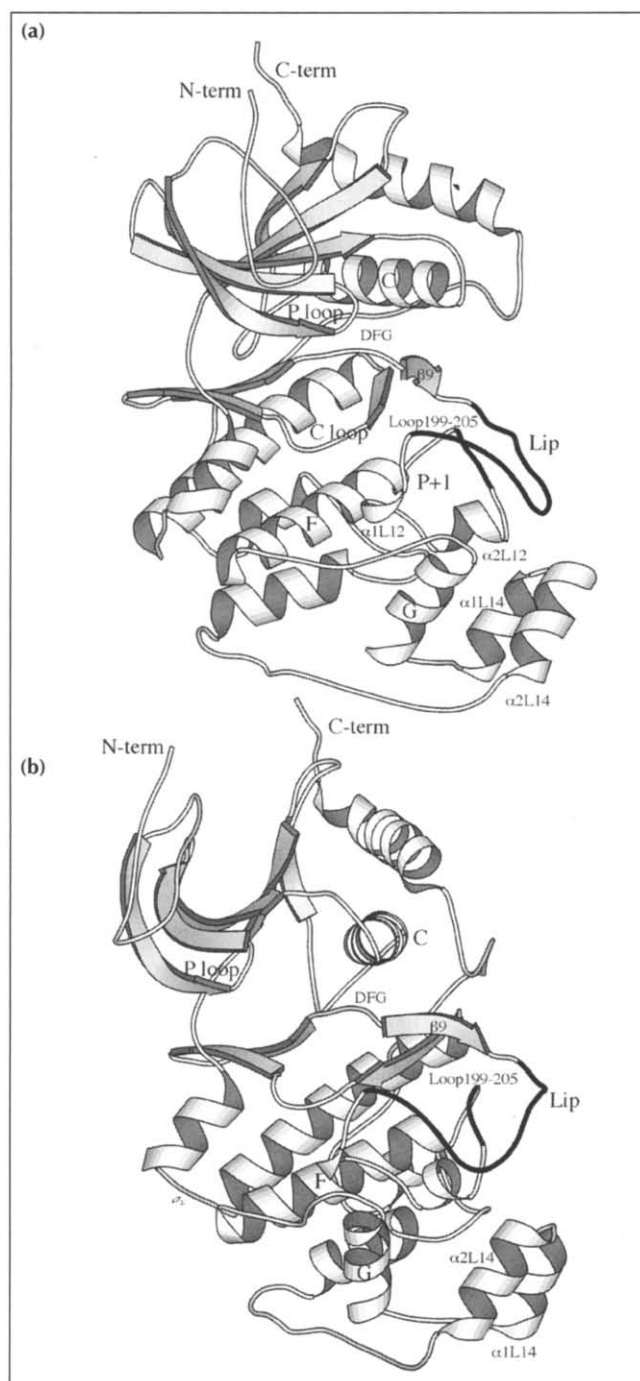 (a)
C-term
N-term
C
P loop
DFG
β9
Loop199-205
C loop
Lip
P+1
F
α1L12
α2L12
α1L14
G
α2L14
C-term
N-term
(b)
P loop
C
DFG
β9
Loop199-205
Lip
F
α2L14
G
α1L14